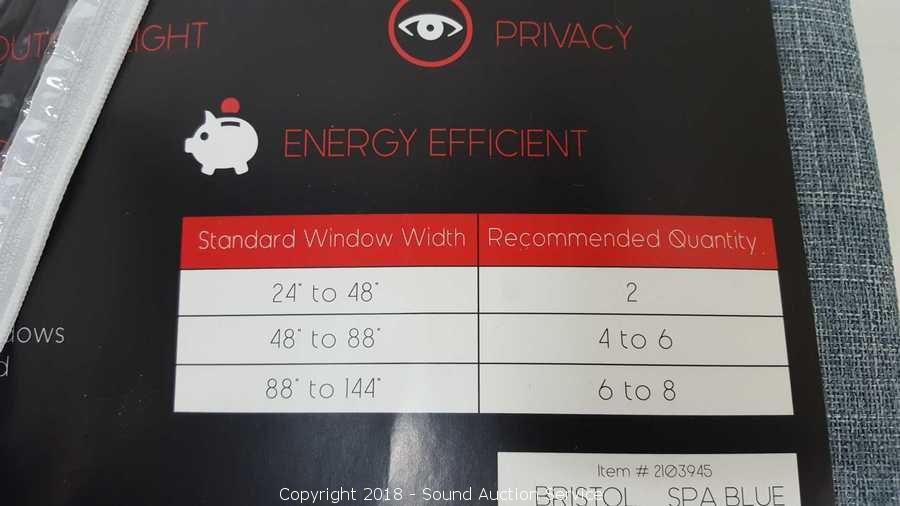 PRIVACY
ENERGY EFFICIENT
Standard Window Width Recommended Quantity
24" to 48" 2
48" to 88" 4 to 6
88" to 144" 6 to 8
Item # 2103945
BRISTOL SPA BLUE
Copyright 2018 - Sound Auction Service